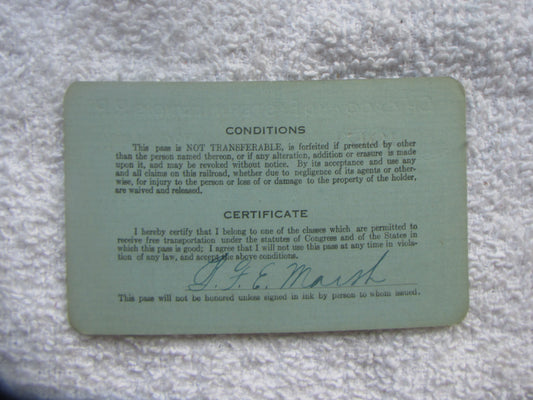 CONDITIONS
This pass is NOT TRANSFERABLE, is forfeited if presented by other
than the person named thereon, or if any alteration, addition or erasure is made
upon it, and may be revoked without notice. By its acceptance and use any
and all claims on this railroad, whether due to negligence of its agents or other-
wise, for injury to the person or loss of or damage to the property of the holder,
are waived and released.
CERTIFICATE
I hereby certify that I belong to one of the classes which are permitted to
receive free transportation under the statutes of Congress and of the States in
which this pass is good; I agree that I will not use this pass at any time in viola-
tion of any law, and accept the above conditions.
F. E. Marsh
This pass will not be honored unless signed in ink by person to whom issued.